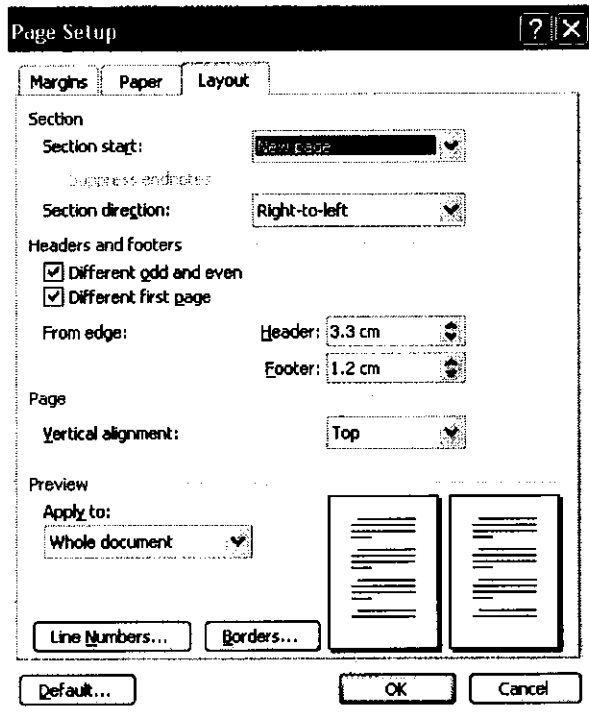 Page Setup
Margins Paper Layout
Section
Section start: New page
Suppress endnotes
Section direction: Right-to-left
Headers and footers
Different odd and even
Different first page
From edge: Header: 3.3 cm
Footer: 1.2 cm
Page
Vertical alignment: Top
Preview
Apply to:
Whole document
Line Numbers... Borders...
Default... OK Cancel